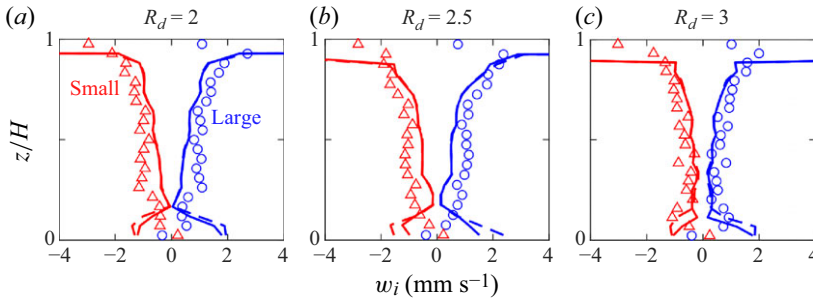 (a) R_d = 2 (b) R_d = 2.5 (c) R_d = 3
1
Small
Large
z/H
0
−4 −2 0 2 4 −4 −2 0 2 4 −4 −2 0 2 4
1
0
1
0
w_i (mm s⁻¹)